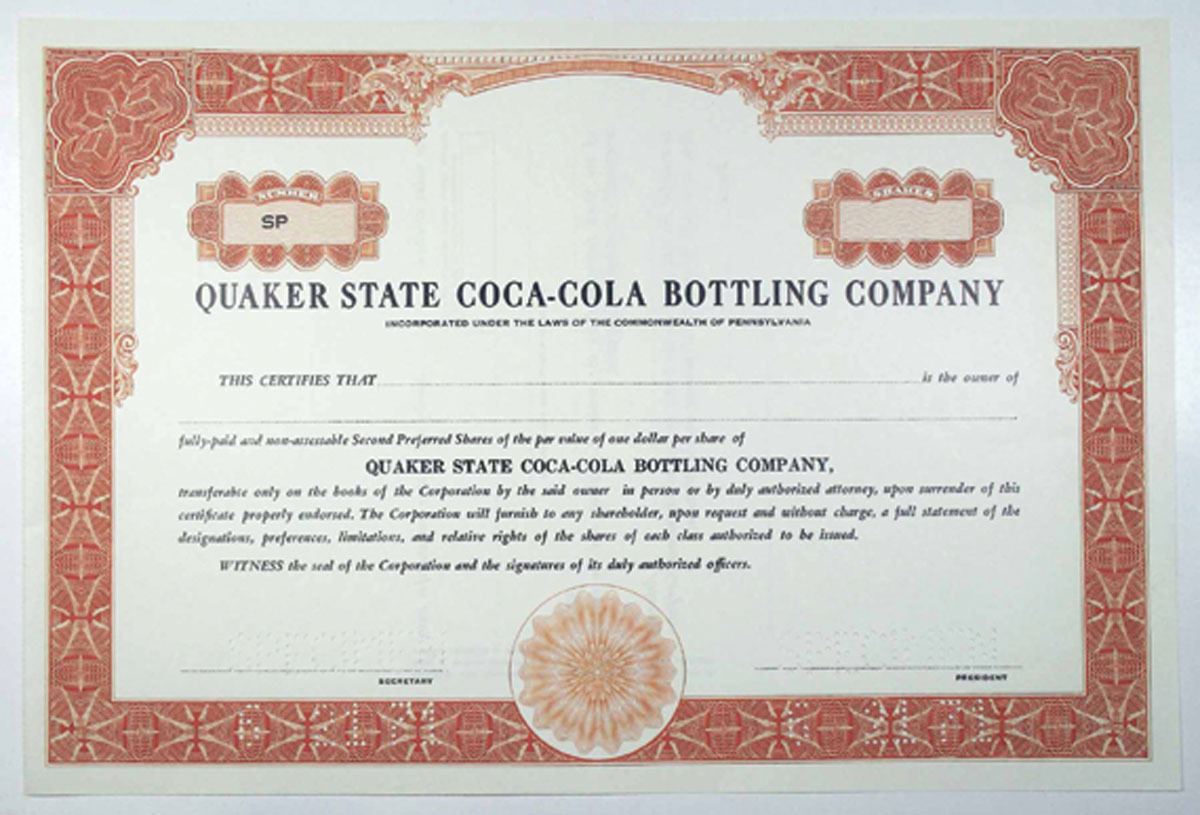 NUMBER
SHARES
SP
QUAKER STATE COCA-COLA BOTTLING COMPANY
INCORPORATED UNDER THE LAWS OF THE COMMONWEALTH OF PENNSYLVANIA
THIS CERTIFIES THAT is the owner of
fully-paid and non-assessable Second Preferred Shares of the par value of one dollar per share of
QUAKER STATE COCA-COLA BOTTLING COMPANY,
transferable only on the books of the Corporation by the said owner in person or by duly authorized attorney, upon surrender of this
certificate properly endorsed. The Corporation will furnish to any shareholder, upon request and without charge, a full statement of the
designations, preferences, limitations, and relative rights of the shares of each class authorized to be issued.
WITNESS the seal of the Corporation and the signatures of its duly authorized officers.
SECRETARY
PRESIDENT